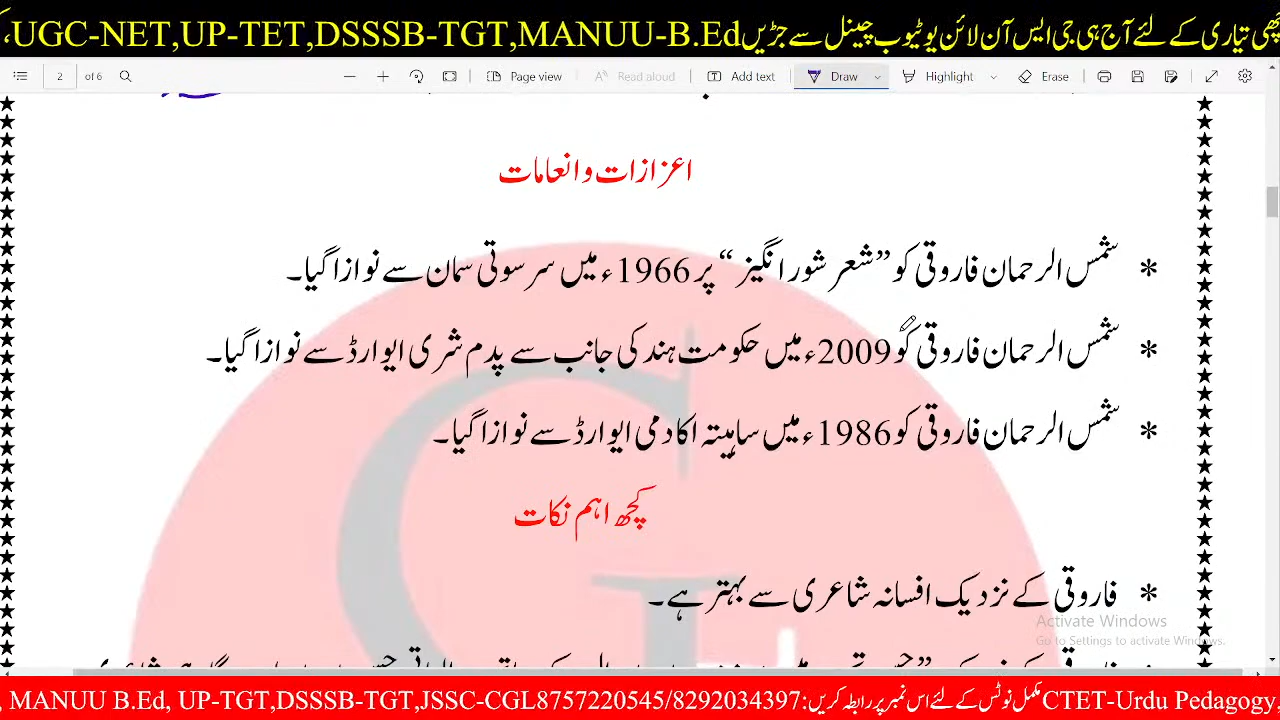 چھی تیاری کے لئے آج ہی جی ایس آن لائن یوٹیوب چینل سے جڑیں UGC-NET,UP-TET,DSSSB-TGT,MANUU-B.Ed،
2 of 6 Page view Read aloud Add text Draw Highlight Erase
اعزازات و انعامات
* شمس الرحمان فاروقی کو ”شعر شور انگیز“ پر 1966ء میں سرسوتی سمان سے نوازا گیا۔
* شمس الرحمان فاروقی کو 2009ء میں حکومت ہند کی جانب سے پدم شری ایوارڈ سے نوازا گیا۔
* شمس الرحمان فاروقی کو 1986ء میں ساہیتہ اکادمی ایوارڈ سے نوازا گیا۔
کچھ اہم نکات
* فاروقی کے نزدیک افسانہ شاعری سے بہتر ہے۔
Activate Windows
Go to Settings to activate Windows.
CTET-Urdu Pedagogy, مکمل نوٹس کے لئے اس نمبر پر رابطہ کریں: 8757220545/8292034397 MANUU B.Ed, UP-TGT,DSSSB-TGT,JSSC-CGL